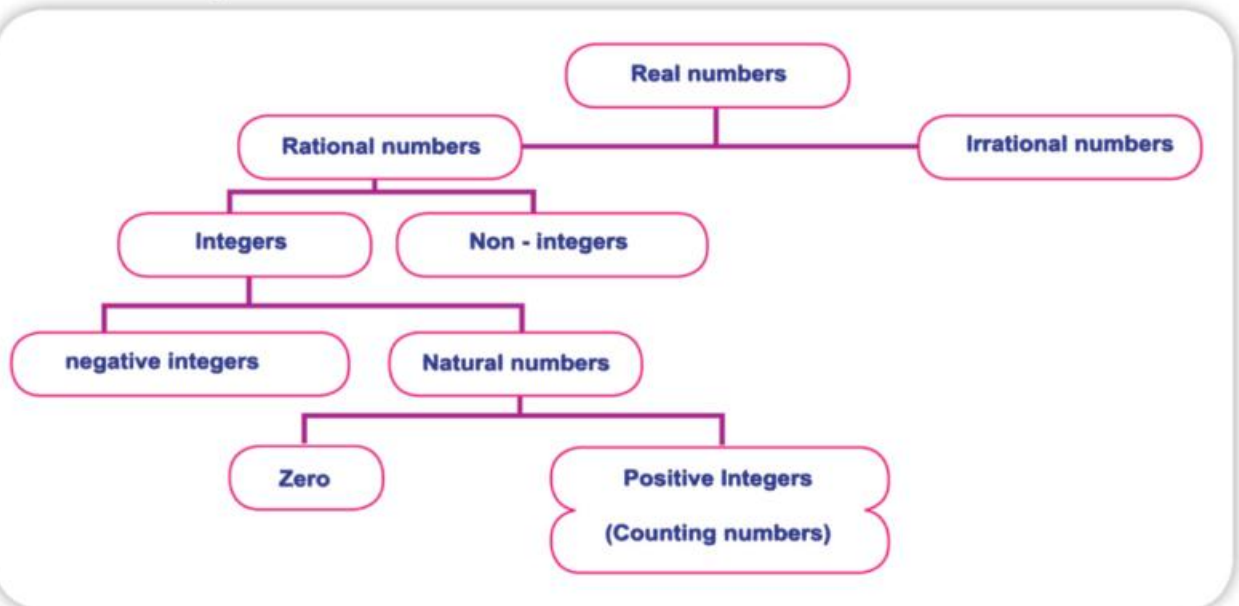 Real numbers
Rational numbers
Irrational numbers
Integers
Non - integers
negative integers
Natural numbers
Zero
Positive Integers
(Counting numbers)